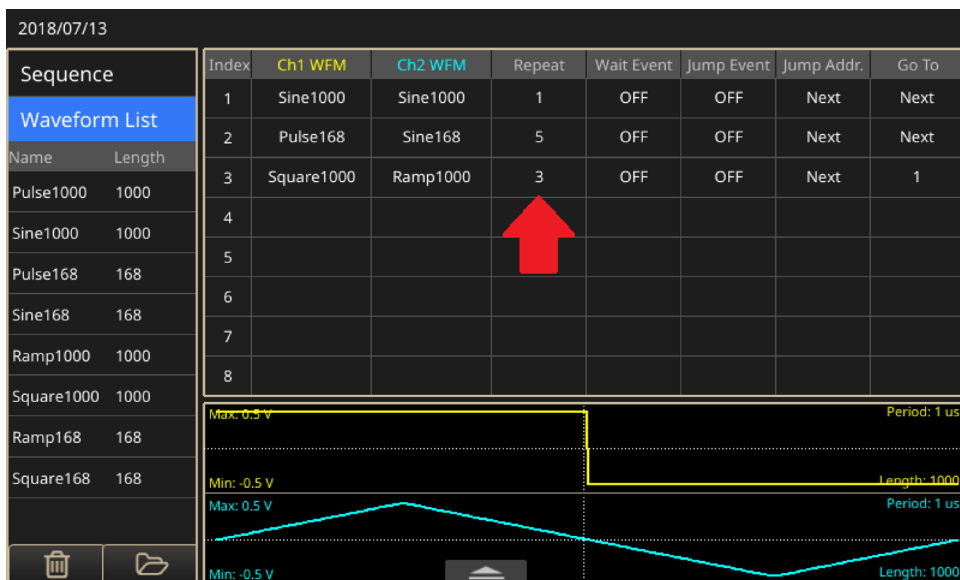 2018/07/13
Sequence
Waveform List
Name Length
Pulse1000 1000
Sine1000 1000
Pulse168 168
Sine168 168
Ramp1000 1000
Square1000 1000
Ramp168 168
Square168 168
Index Ch1 WFM Ch2 WFM Repeat Wait Event Jump Event Jump Addr. Go To
1 Sine1000 Sine1000 1 OFF OFF Next Next
2 Pulse168 Sine168 5 OFF OFF Next Next
3 Square1000 Ramp1000 3 OFF OFF Next 1
4
5
6
7
8
Max: 0.5 V Period: 1 us
Min: -0.5 V Length: 1000
Max: 0.5 V Period: 1 us
Min: -0.5 V Length: 1000